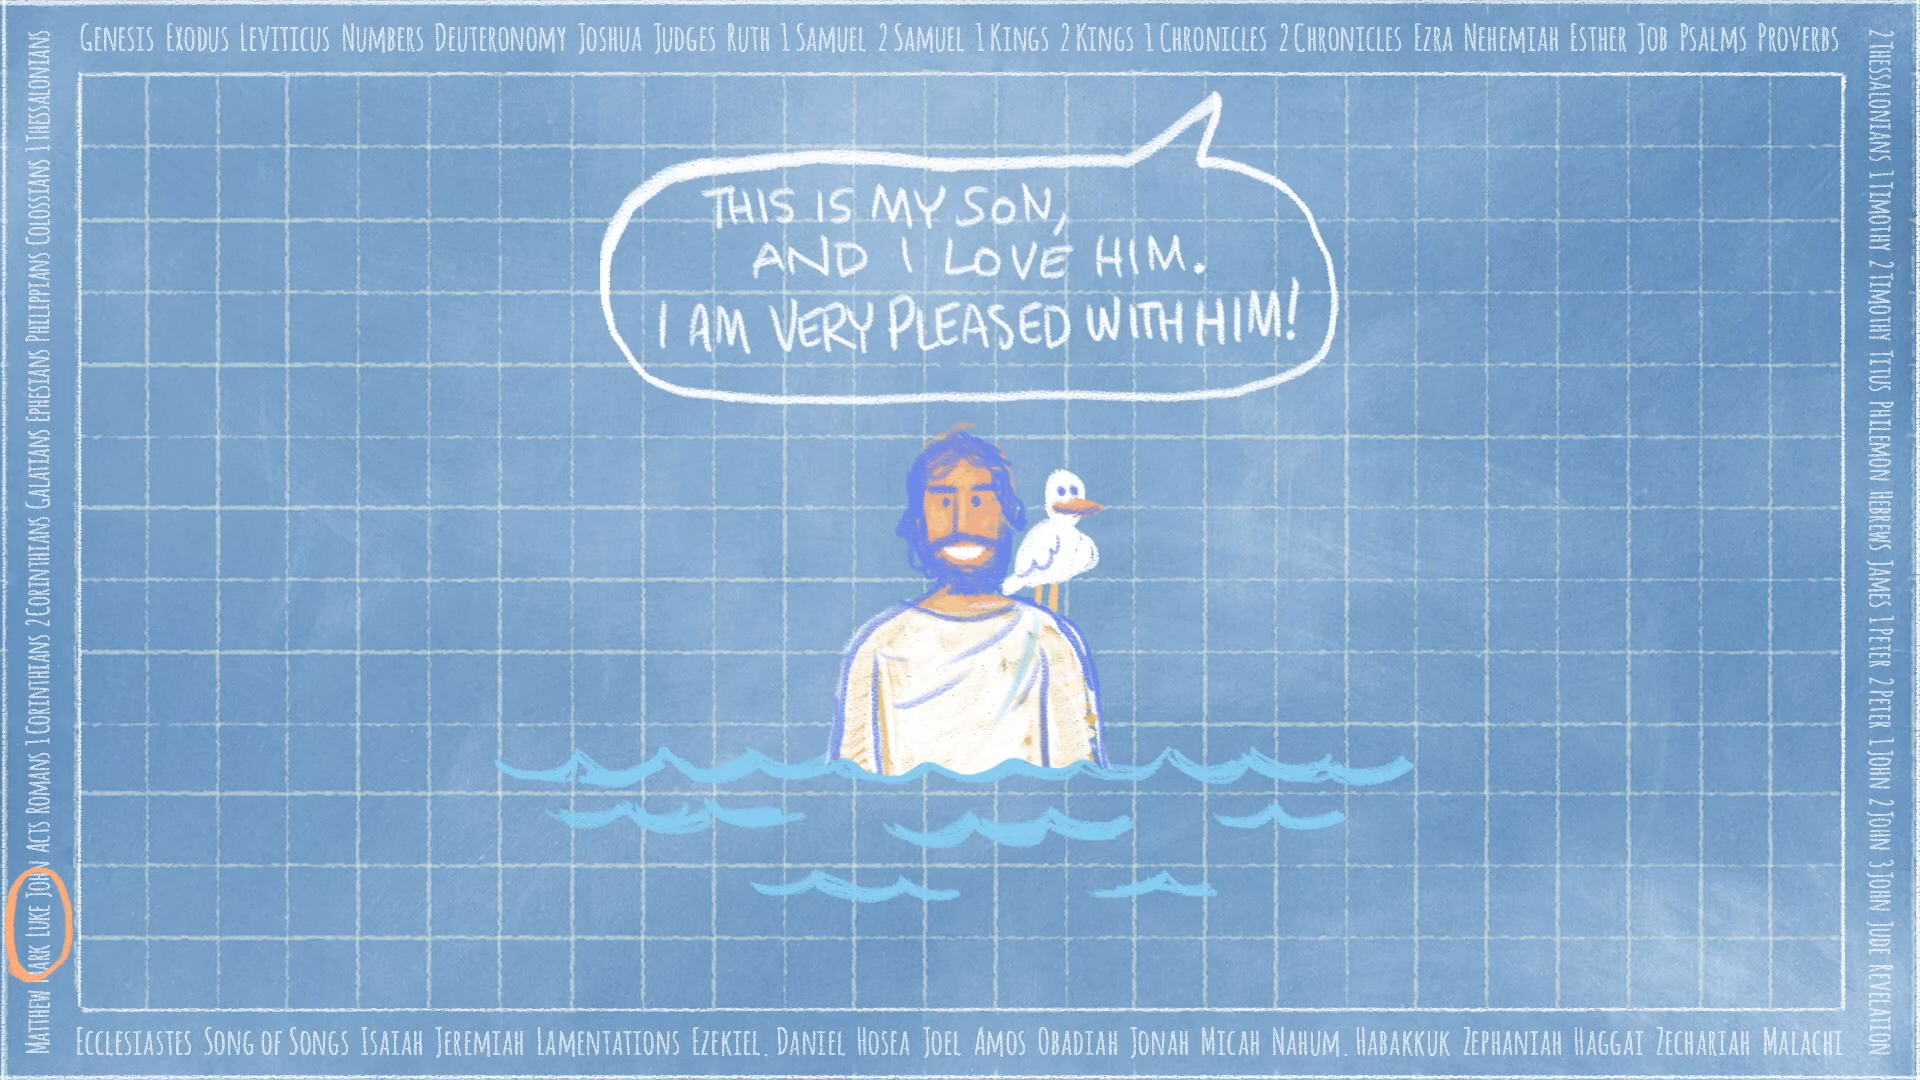 GENESIS EXODUS LEVITICUS NUMBERS DEUTERONOMY JOSHUA JUDGES RUTH 1 SAMUEL 2 SAMUEL 1 KINGS 2 KINGS 1 CHRONICLES 2 CHRONICLES EZRA NEHEMIAH ESTHER JOB PSALMS PROVERBS
THIS IS MY SON,
AND I LOVE HIM.
I AM VERY PLEASED WITH HIM!
ECCLESIASTES SONG OF SONGS ISAIAH JEREMIAH LAMENTATIONS EZEKIEL. DANIEL HOSEA JOEL AMOS OBADIAH JONAH MICAH NAHUM. HABAKKUK ZEPHANIAH HAGGAI ZECHARIAH MALACHI
MATTHEW MARK LUKE JOHN ACTS ROMANS 1 CORINTHIANS 2 CORINTHIANS GALATIANS EPHESIANS PHILIPPIANS COLOSSIANS 1 THESSALONIANS
2 THESSALONIANS 1 TIMOTHY 2 TIMOTHY TITUS PHILEMON HEBREWS JAMES 1 PETER 2 PETER 1 JOHN 2 JOHN 3 JOHN JUDE REVELATION